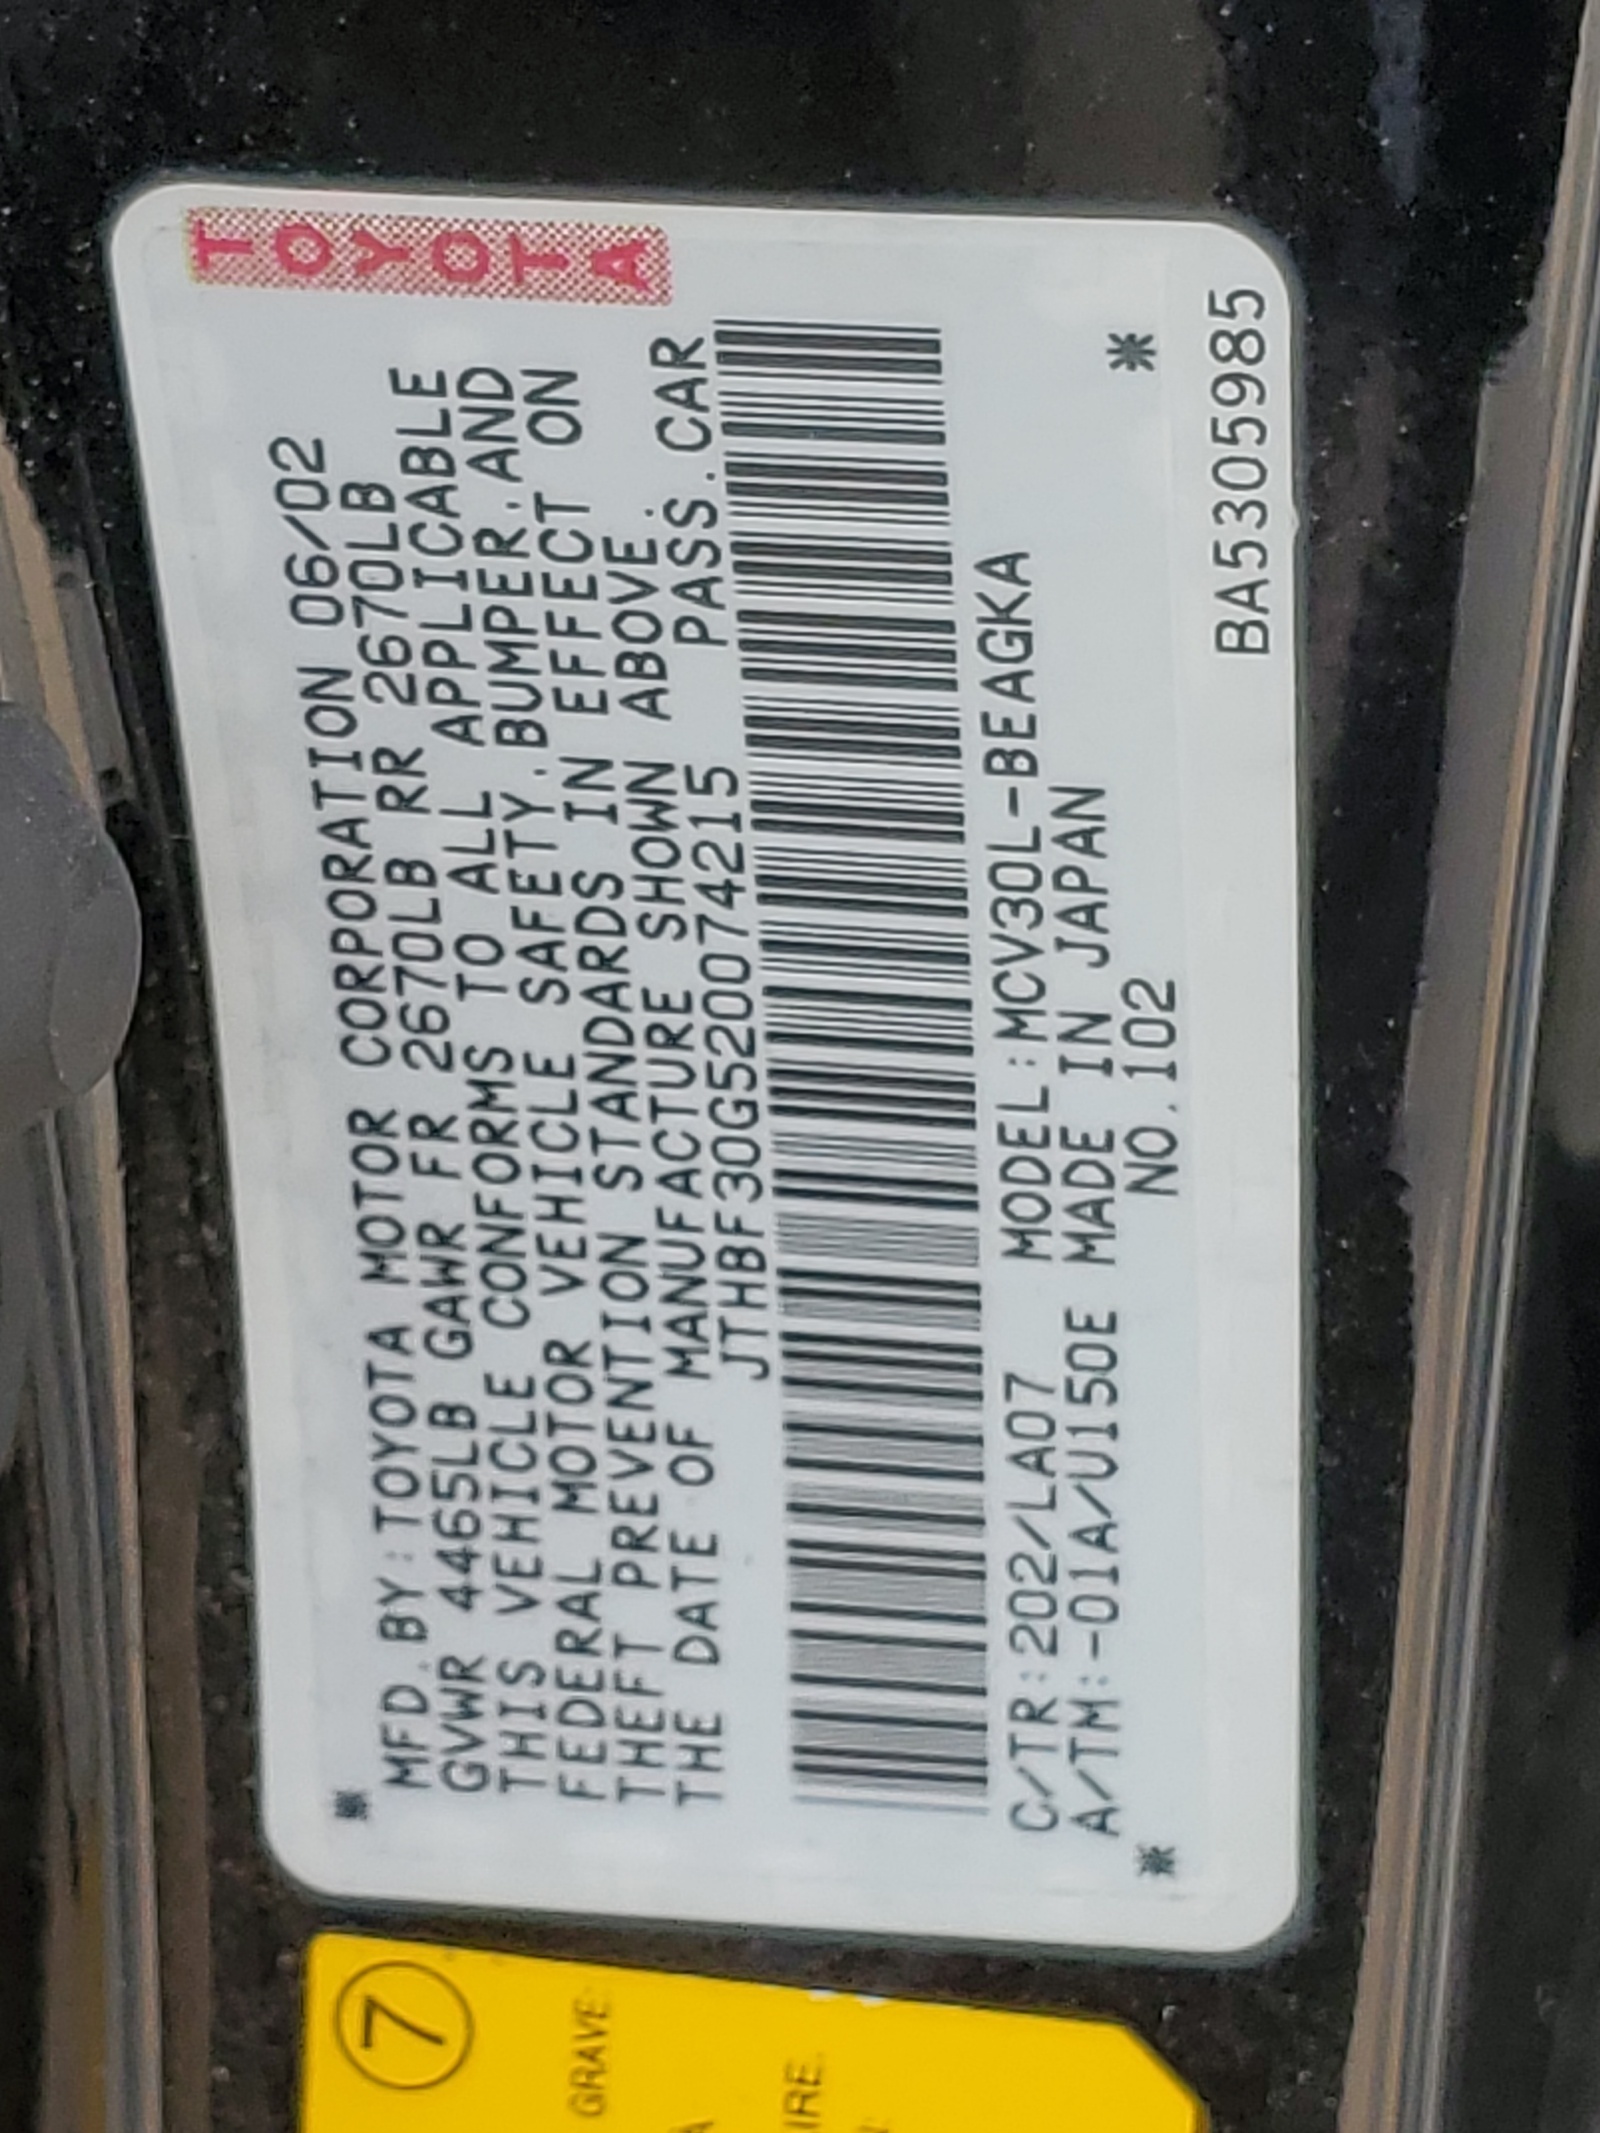 TOYOTA
MFD.BY:TOYOTA MOTOR CORPORATION 06/02
GVWR 4465LB GAWR FR 2670LB RR 2670LB
THIS VEHICLE CONFORMS TO ALL APPLICABLE
FEDERAL MOTOR VEHICLE SAFETY.BUMPER.AND
THEFT PREVENTION STANDARDS IN EFFECT ON
THE DATE OF MANUFACTURE SHOWN ABOVE.
JTHBF30G520074215 PASS.CAR
C/TR:202/LA07 MODEL:MCV30L-BEAGKA
A/TM:-01A/U150E MADE IN JAPAN
NO.102
BA5305985
7
GRAVE
IRE